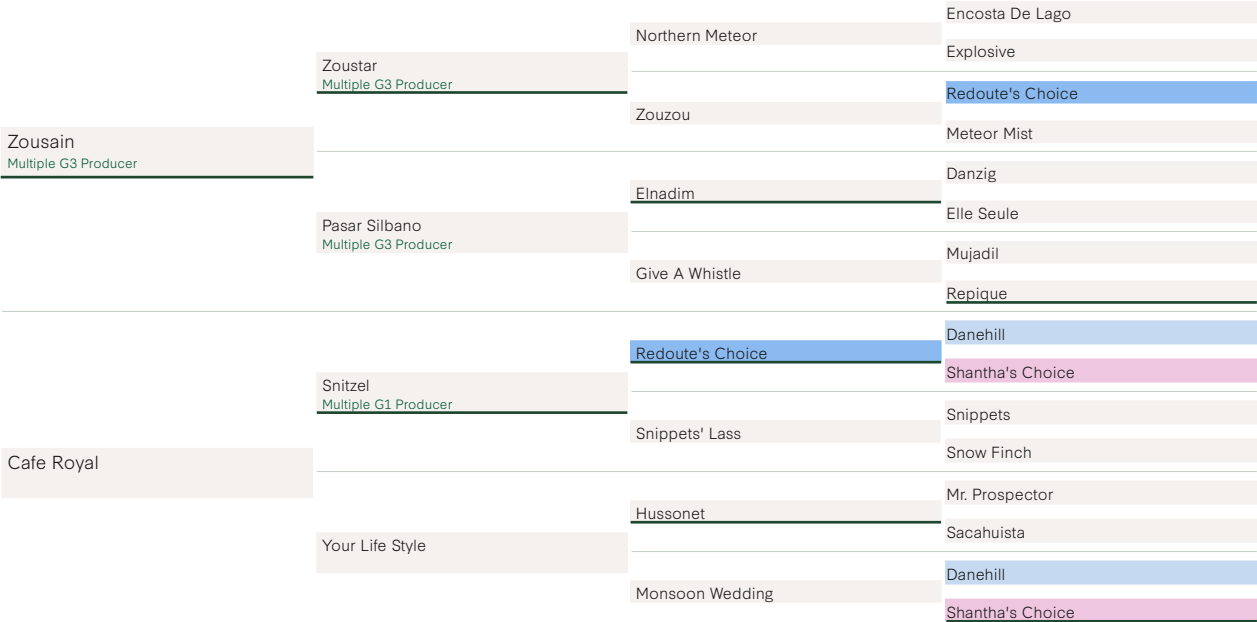 Zousain
Multiple G3 Producer
Cafe Royal
Zoustar
Multiple G3 Producer
Pasar Silbano
Multiple G3 Producer
Snitzel
Multiple G1 Producer
Your Life Style
Northern Meteor
Zouzou
Elnadim
Give A Whistle
Redoute's Choice
Snippets' Lass
Hussonet
Monsoon Wedding
Encosta De Lago
Explosive
Redoute's Choice
Meteor Mist
Danzig
Elle Seule
Mujadil
Repique
Danehill
Shantha's Choice
Snippets
Snow Finch
Mr. Prospector
Sacahuista
Danehill
Shantha's Choice